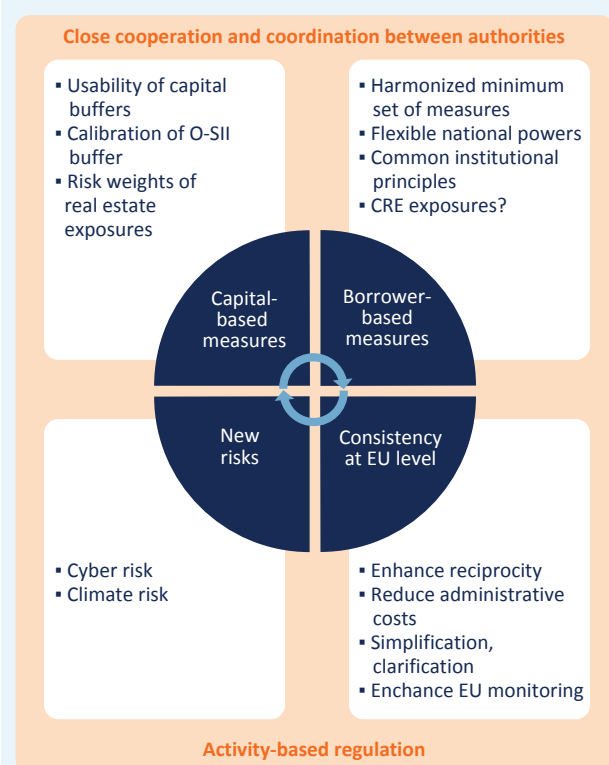 Close cooperation and coordination between authorities
▪ Usability of capital
buffers
▪ Calibration of O-SII
buffer
▪ Risk weights of
real estate
exposures
▪ Harmonized minimum
set of measures
▪ Flexible national powers
▪ Common institutional
principles
▪ CRE exposures?
Capital-
based
measures
Borrower-
based
measures
New
risks
Consistency
at EU level
▪ Cyber risk
▪ Climate risk
▪ Enhance reciprocity
▪ Reduce administrative
costs
▪ Simplification,
clarification
▪ Enchance EU monitoring
Activity-based regulation